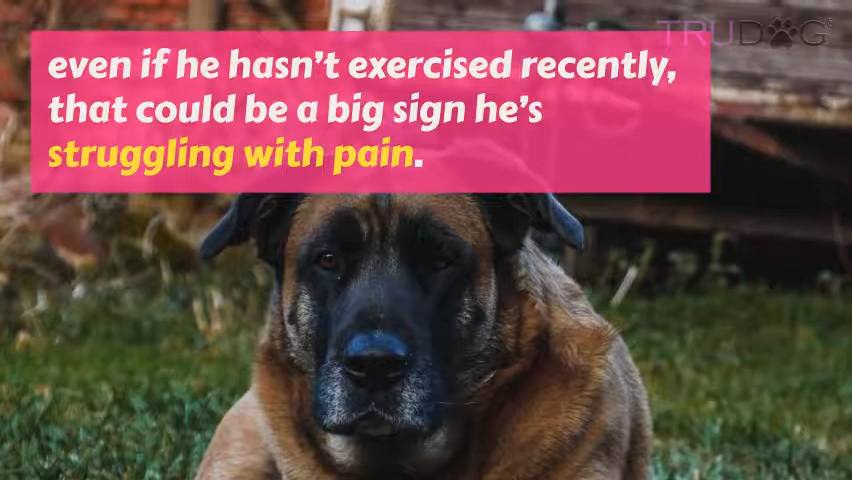 TRUDOG
even if he hasn't exercised recently,
that could be a big sign he's
struggling with pain.